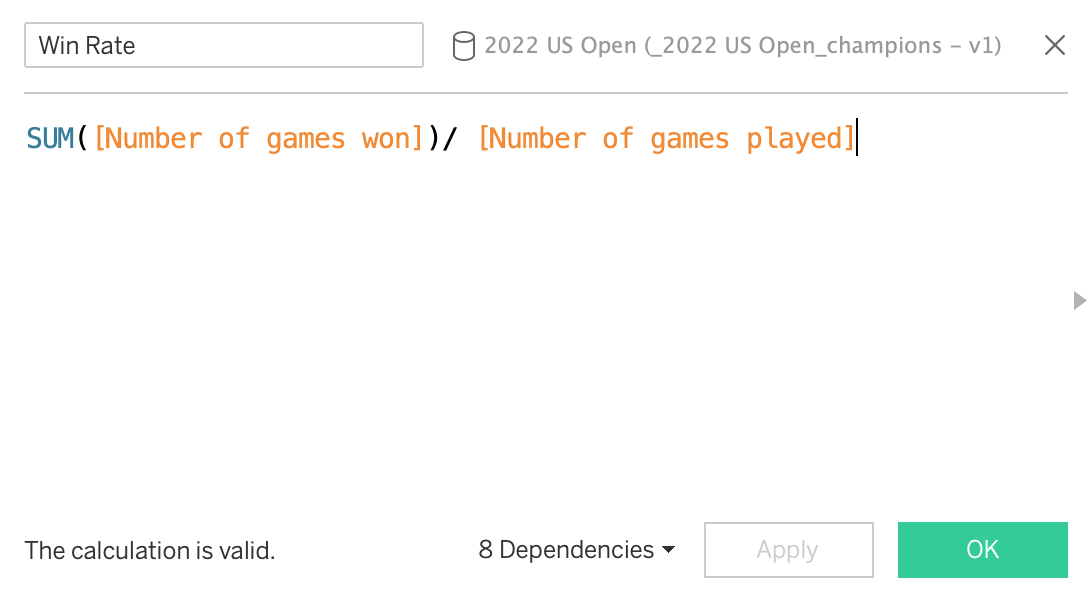 Win Rate
2022 US Open (_2022 US Open_champions – v1)
SUM([Number of games won])/ [Number of games played]
The calculation is valid.
8 Dependencies
Apply
OK